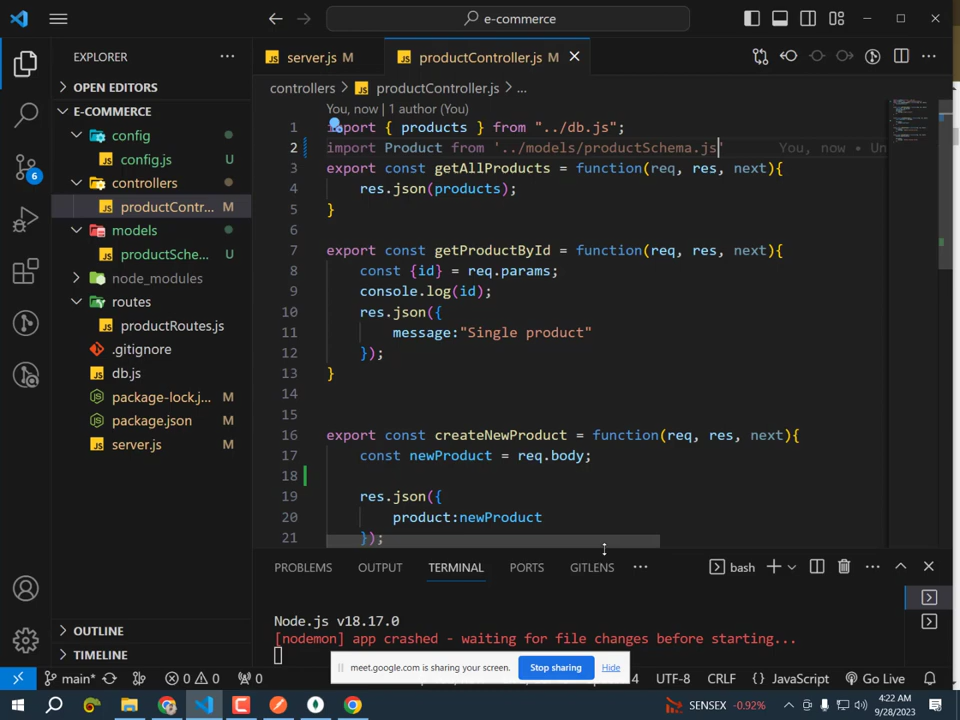 e-commerce
EXPLORER
server.js M
productController.js M
OPEN EDITORS
controllers > productController.js > ...
E-COMMERCE
You, now | 1 author (You)
config
1 import { products } from "../db.js";
config.js U
2 import Product from '../models/productSchema.js' You, now • Un
controllers
3 export const getAllProducts = function(req, res, next){
productContr... M
4 res.json(products);
models
5 }
productSche... U
6
node_modules
7 export const getProductById = function(req, res, next){
routes
8 const {id} = req.params;
productRoutes.js
9 console.log(id);
.gitignore
10 res.json({
db.js
11 message:"Single product"
package-lock.j... M
12 });
package.json M
13 }
server.js M
14
15
16 export const createNewProduct = function(req, res, next){
17 const newProduct = req.body;
18
19 res.json({
20 product:newProduct
21 });
6
PROBLEMS OUTPUT TERMINAL PORTS GITLENS
bash
Node.js v18.17.0
[nodemon] app crashed - waiting for file changes before starting...
OUTLINE
TIMELINE
meet.google.com is sharing your screen. Stop sharing Hide
main* 0 0 0 4 UTF-8 CRLF JavaScript Go Live
SENSEX -0.92% 4:22 AM
9/28/2023